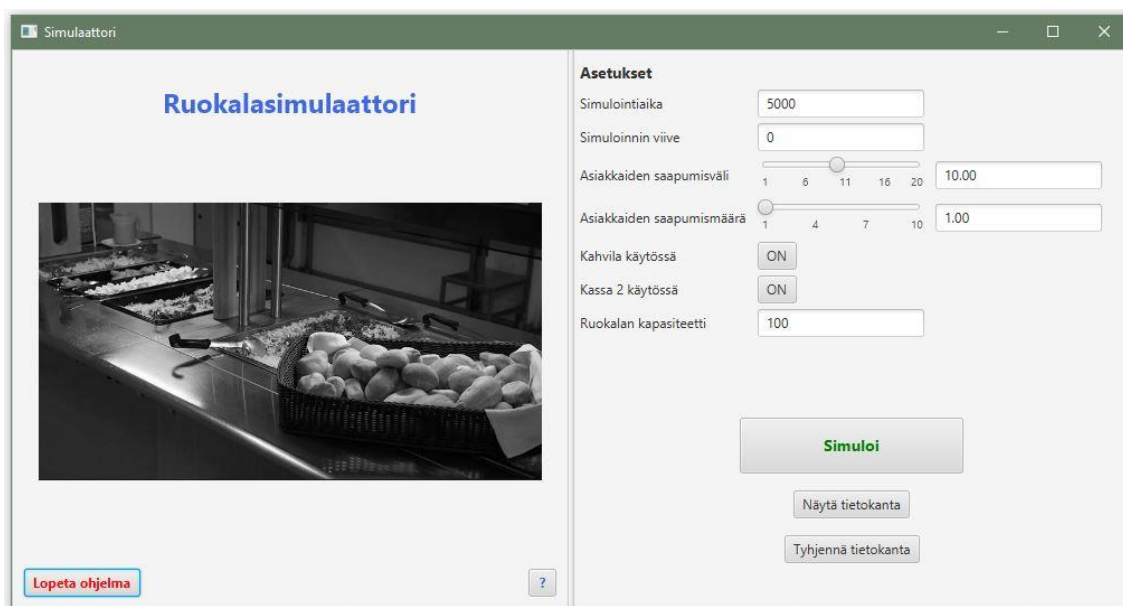 Simulaattori
Ruokalasimulaattori
Asetukset
Simulointiaika 5000
Simuloinnin viive 0
Asiakkaiden saapumisväli 10.00
1 6 11 16 20
Asiakkaiden saapumismäärä 1.00
1 4 7 10
Kahvila käytössä ON
Kassa 2 käytössä ON
Ruokalan kapasiteetti 100
Simuloi
Näytä tietokanta
Tyhjennä tietokanta
Lopeta ohjelma ?